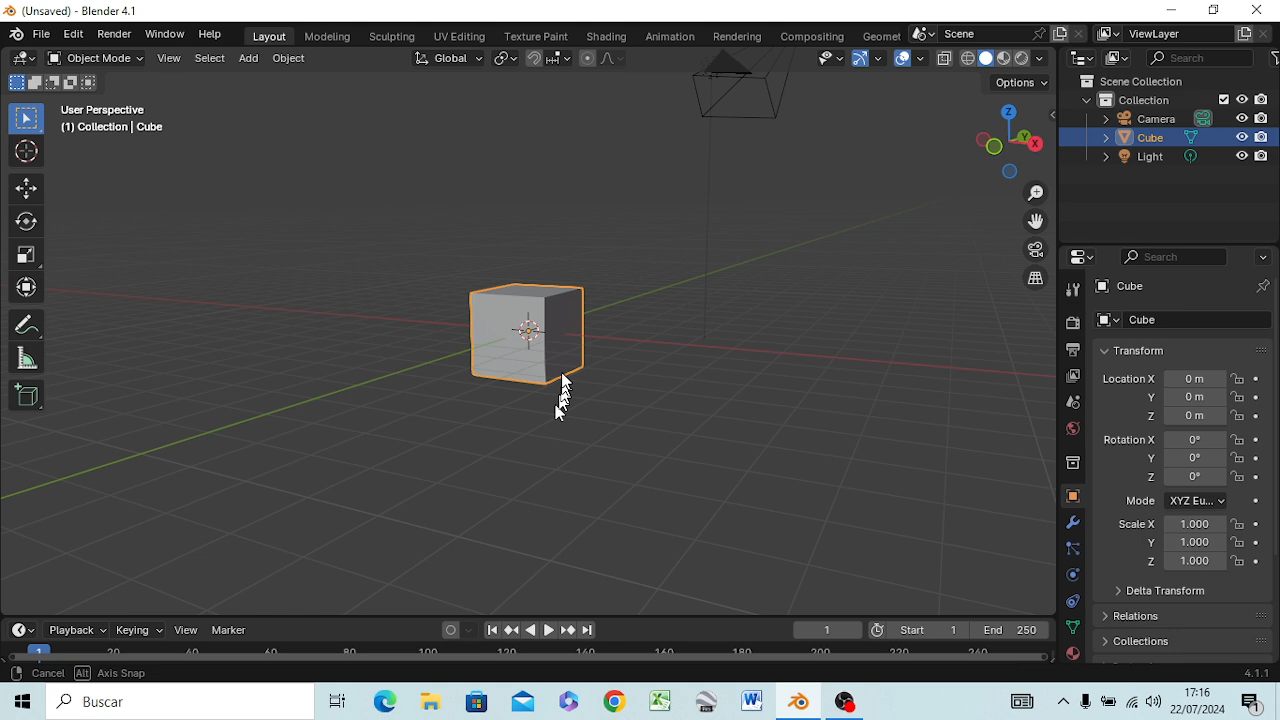 (Unsaved) - Blender 4.1
File Edit Render Window Help Layout Modeling Sculpting UV Editing Texture Paint Shading Animation Rendering Compositing Geomet Scene ViewLayer
Object Mode View Select Add Object Global Search
Options
User Perspective
(1) Collection | Cube
Z
Y
X
Scene Collection
Collection
Camera
Cube
Light
Search
Cube
Cube
Transform
Location X 0 m
Y 0 m
Z 0 m
Rotation X 0°
Y 0°
Z 0°
Mode XYZ Eu...
Scale X 1.000
Y 1.000
Z 1.000
Delta Transform
Relations
Collections
Playback Keying View Marker 1 Start 1 End 250
1 20 40 60 80 100 120 140 160 180 200 220 240
Cancel Alt Axis Snap 4.1.1
Buscar
17:16
22/07/2024
1